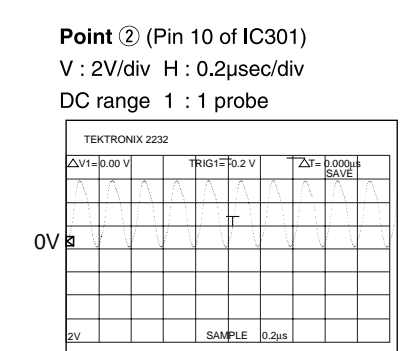 Point ② (Pin 10 of IC301)
V : 2V/div H : 0.2µsec/div
DC range 1 : 1 probe
TEKTRONIX 2232
△V1= 0.00 V TRIG1= -0.2 V △T= 0.000µs
SAVE
0V
2V SAMPLE 0.2µs